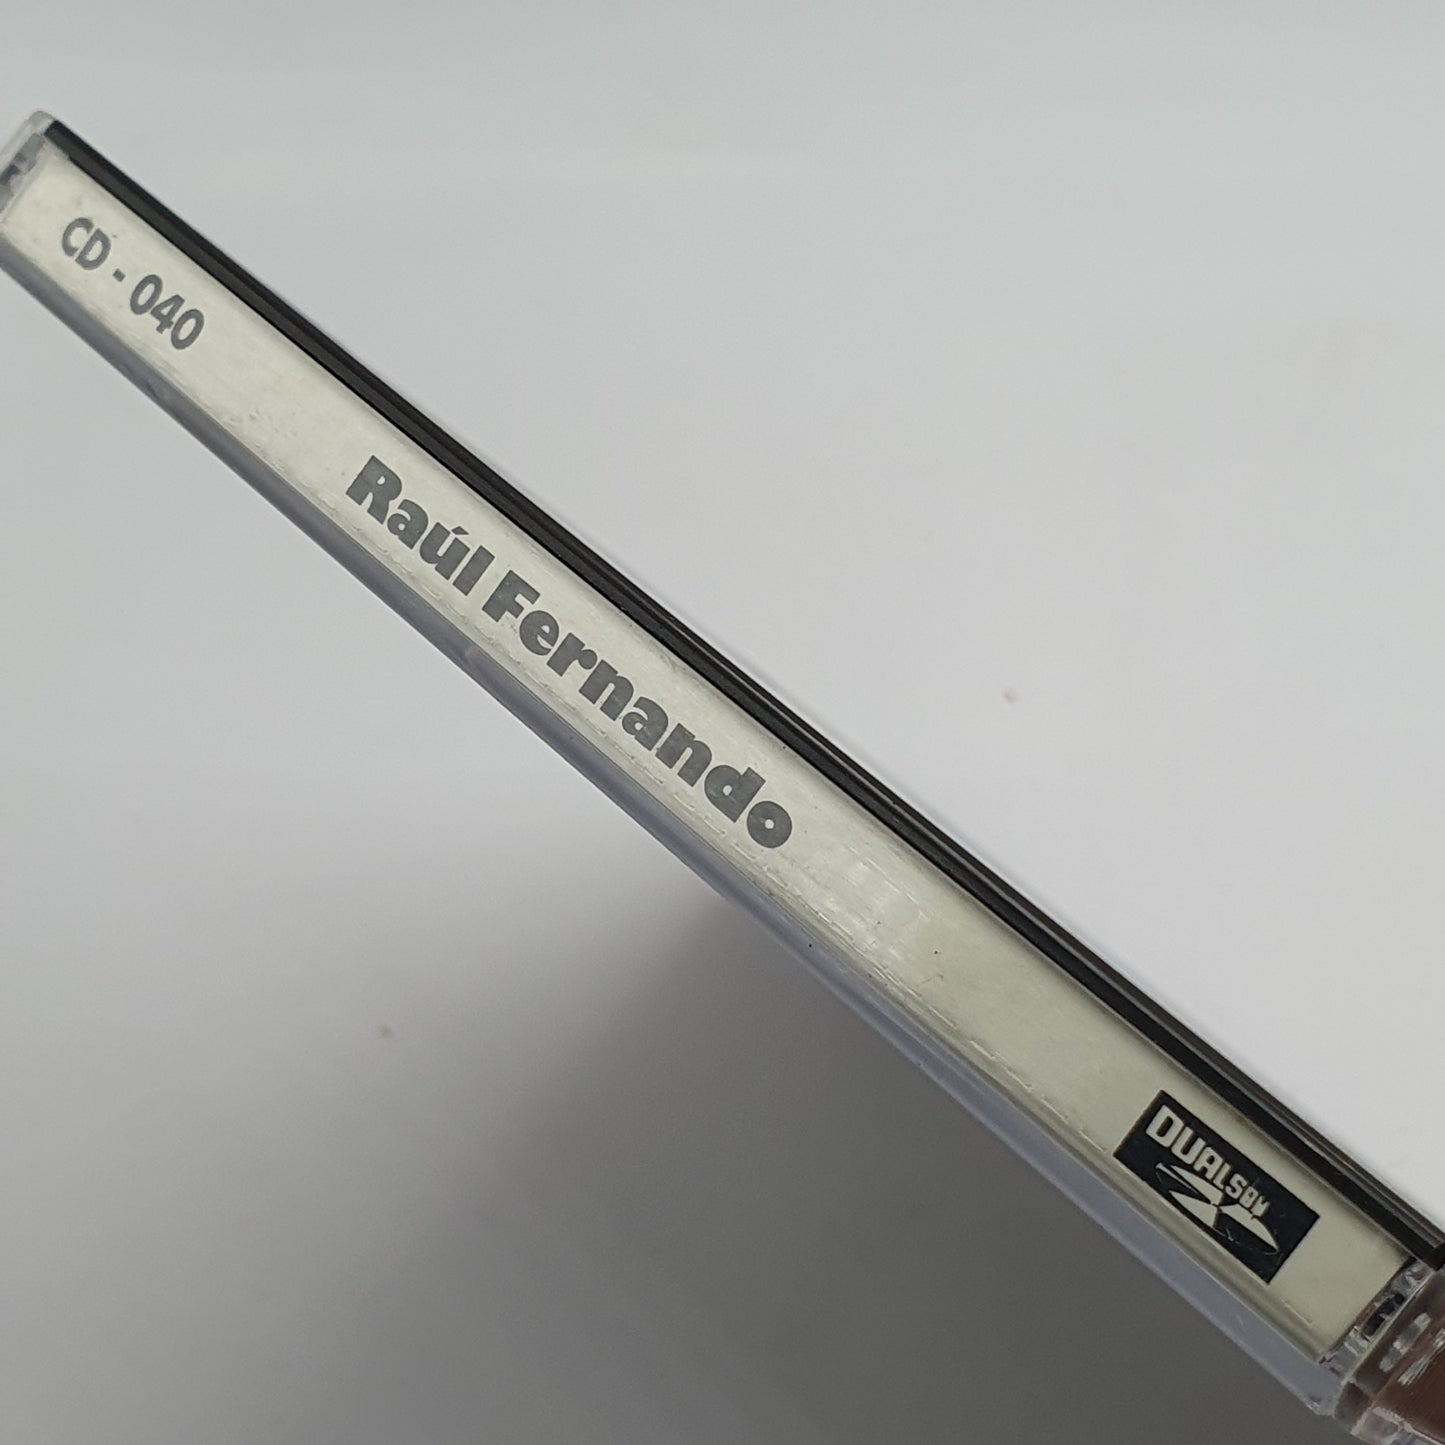 CD - 040
Raúl Fernando
DUALSOM